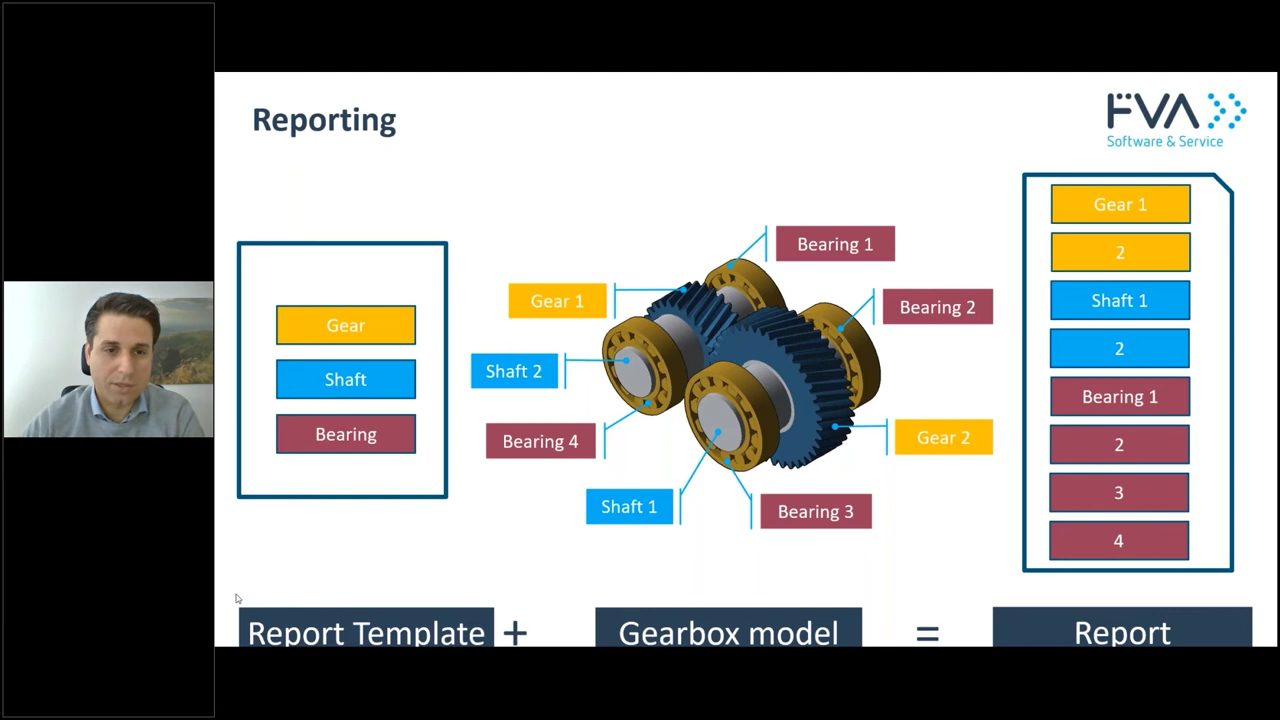 Reporting
FVA
Software & Service
Gear
Shaft
Bearing
Bearing 1
Gear 1
Bearing 2
Shaft 2
Bearing 4
Gear 2
Shaft 1
Bearing 3
Gear 1
2
Shaft 1
2
Bearing 1
2
3
4
Report Template + Gearbox model = Report